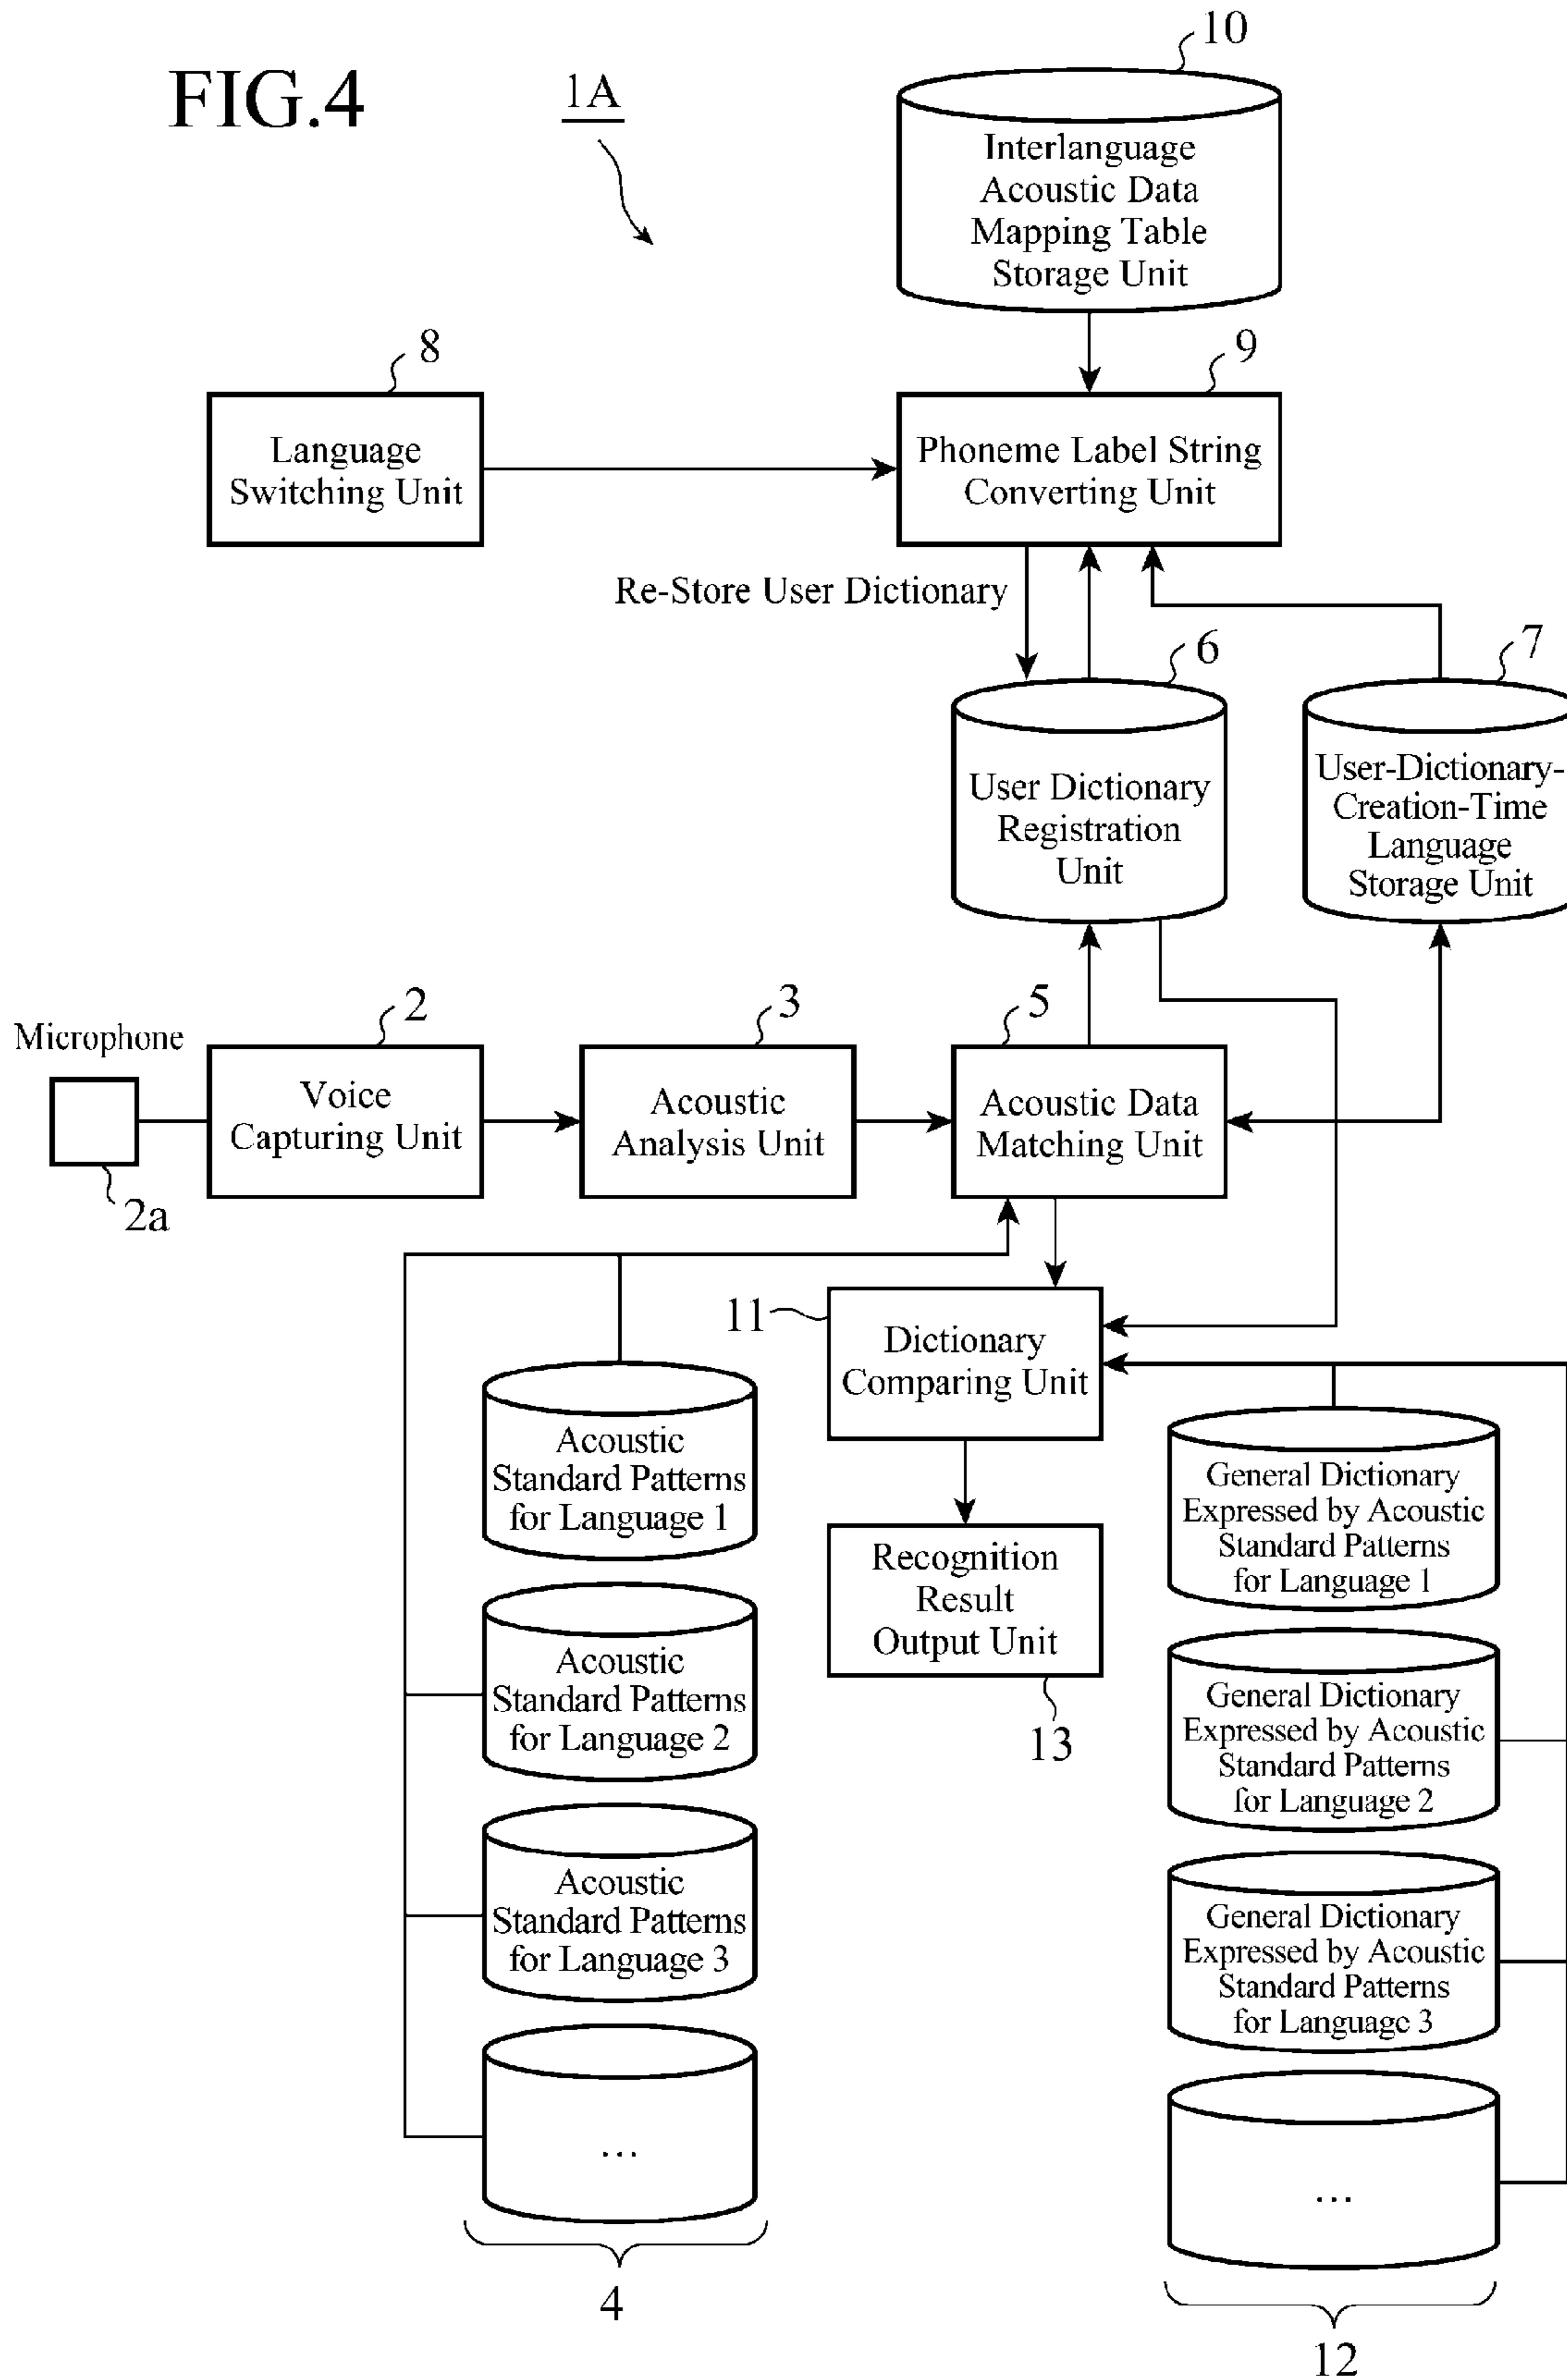 FIG.4
1A
10
Interlanguage
Acoustic Data
Mapping Table
Storage Unit
8
Language
Switching Unit
9
Phoneme Label String
Converting Unit
Re-Store User Dictionary
6
User Dictionary
Registration
Unit
7
User-Dictionary-
Creation-Time
Language
Storage Unit
Microphone
2a
2
Voice
Capturing Unit
3
Acoustic
Analysis Unit
5
Acoustic Data
Matching Unit
11
Dictionary
Comparing Unit
Recognition
Result
Output Unit
13
Acoustic
Standard Patterns
for Language 1
Acoustic
Standard Patterns
for Language 2
Acoustic
Standard Patterns
for Language 3
...
4
General Dictionary
Expressed by Acoustic
Standard Patterns
for Language 1
General Dictionary
Expressed by Acoustic
Standard Patterns
for Language 2
General Dictionary
Expressed by Acoustic
Standard Patterns
for Language 3
...
12